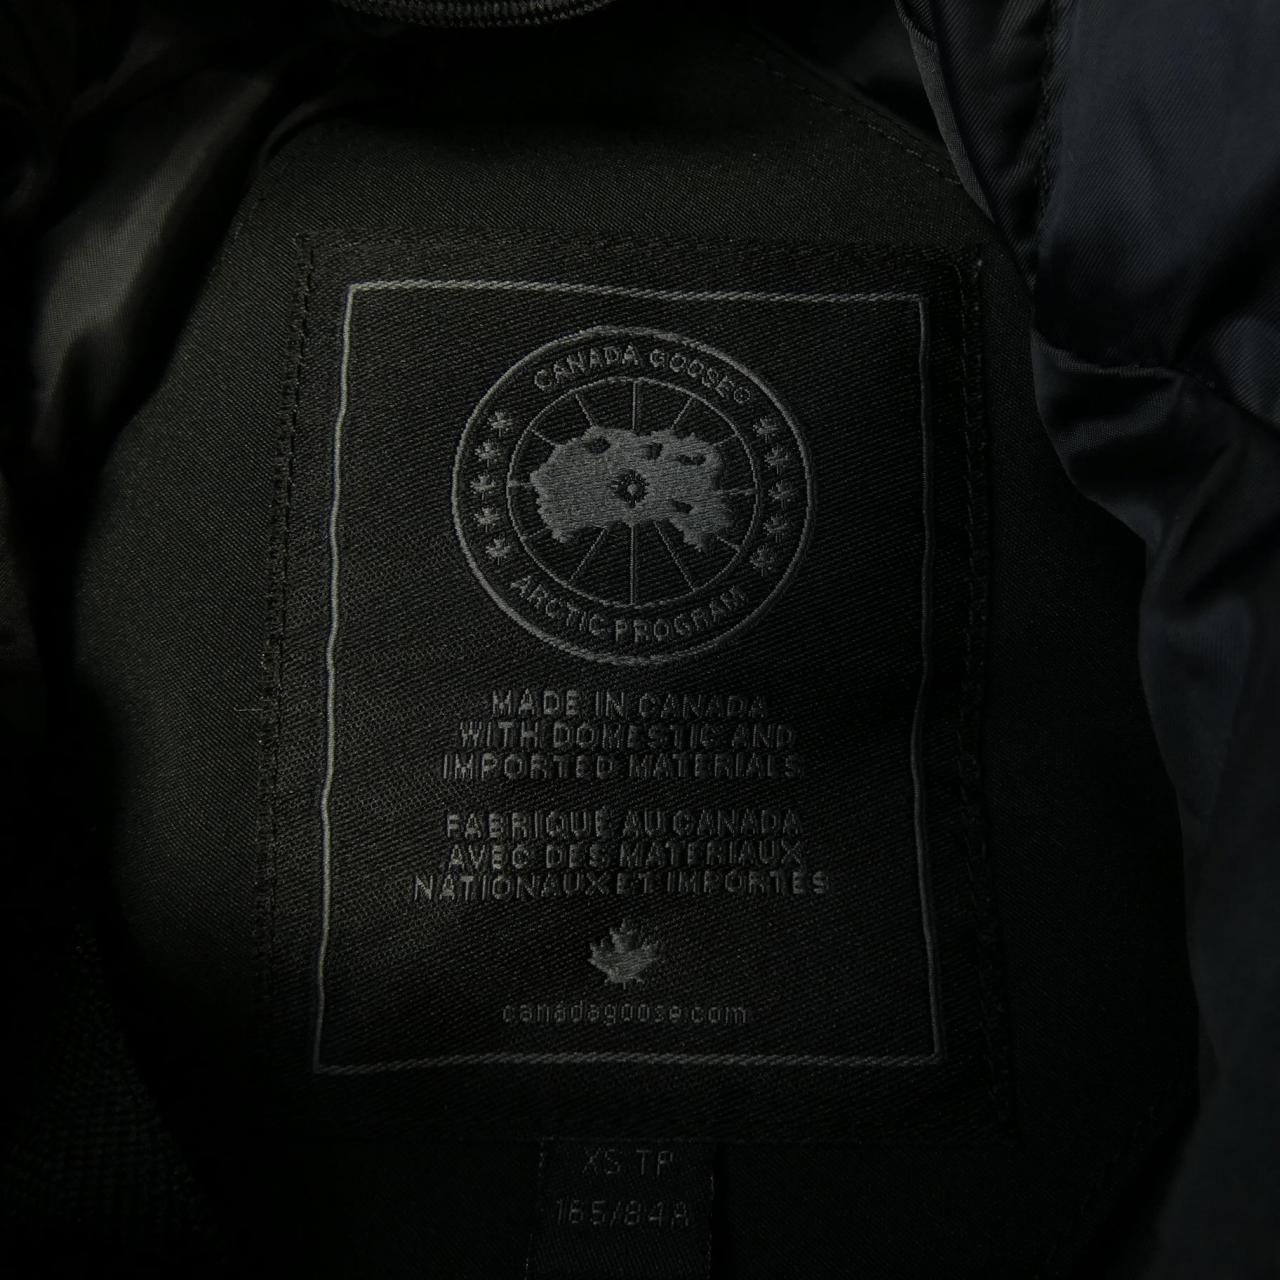 CANADA GOOSE®
ARCTIC PROGRAM
MADE IN CANADA
WITH DOMESTIC AND
IMPORTED MATERIALS
FABRIQUÉ AU CANADA
AVEC DES MATERIAUX
NATIONAUX ET IMPORTÉS
canadagoose.com
XS TP
165/84A